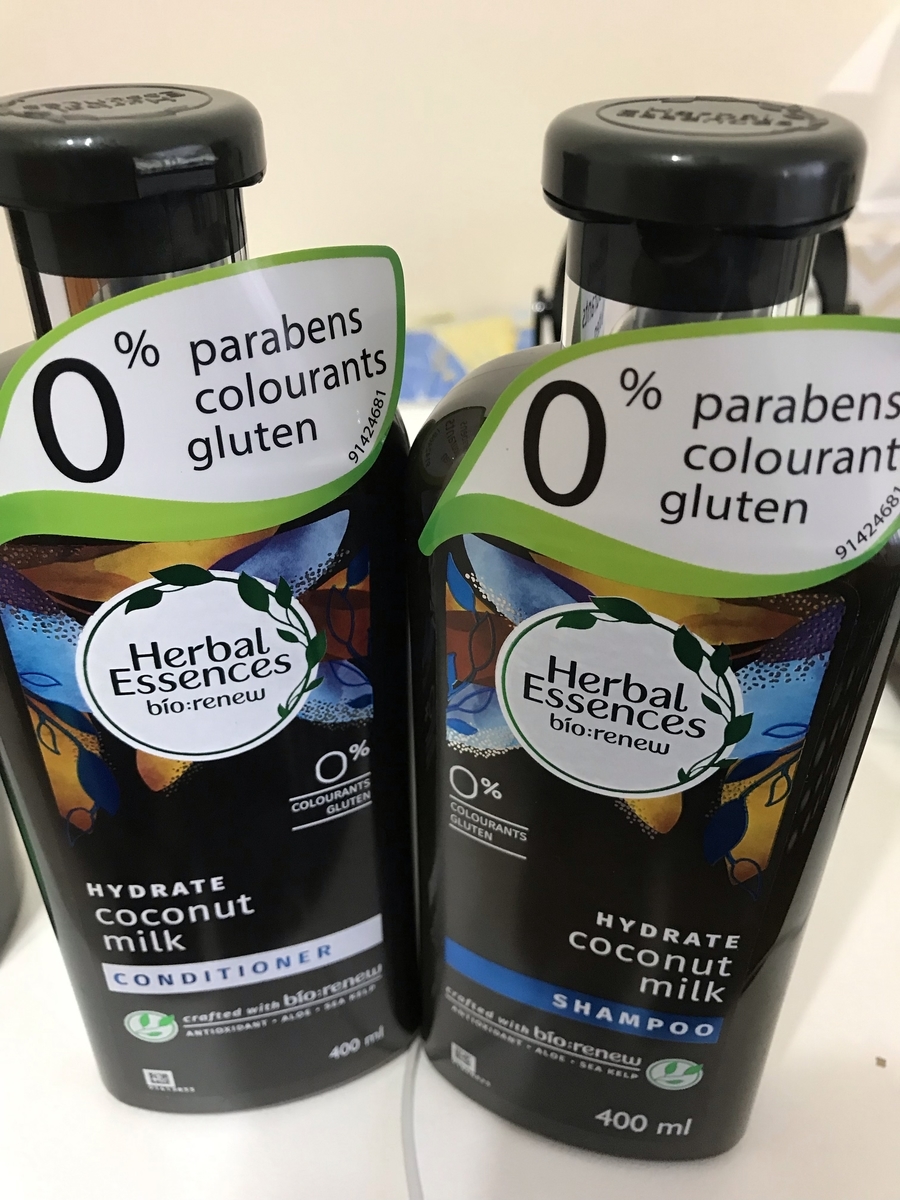 0% parabens
colourants
gluten
91424681
Herbal
Essences
bío:renew
0%
COLOURANTS
GLUTEN
HYDRATE
coconut
milk
CONDITIONER
crafted with bío:renew
ANTIOXIDANT • ALOE • SEA KELP
400 ml
0% parabens
colourant
gluten
91424681
Herbal
Essences
bío:renew
0%
COLOURANTS
GLUTEN
HYDRATE
coconut
milk
SHAMPOO
crafted with bío:renew
ANTIOXIDANT • ALOE • SEA KELP
400 ml